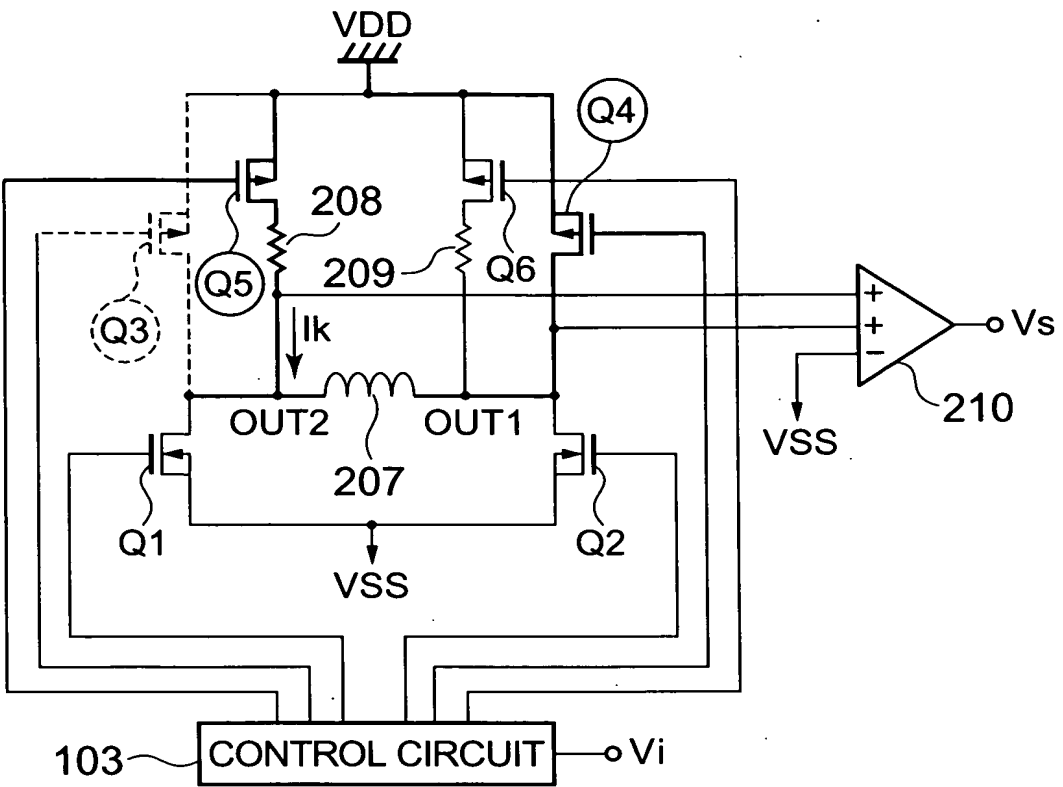 VDD
Q4
208
209
Q5
Q6
Q3
Ik
+
+
−
Vs
210
VSS
OUT2
OUT1
207
Q1
Q2
VSS
103
CONTROL CIRCUIT
Vi